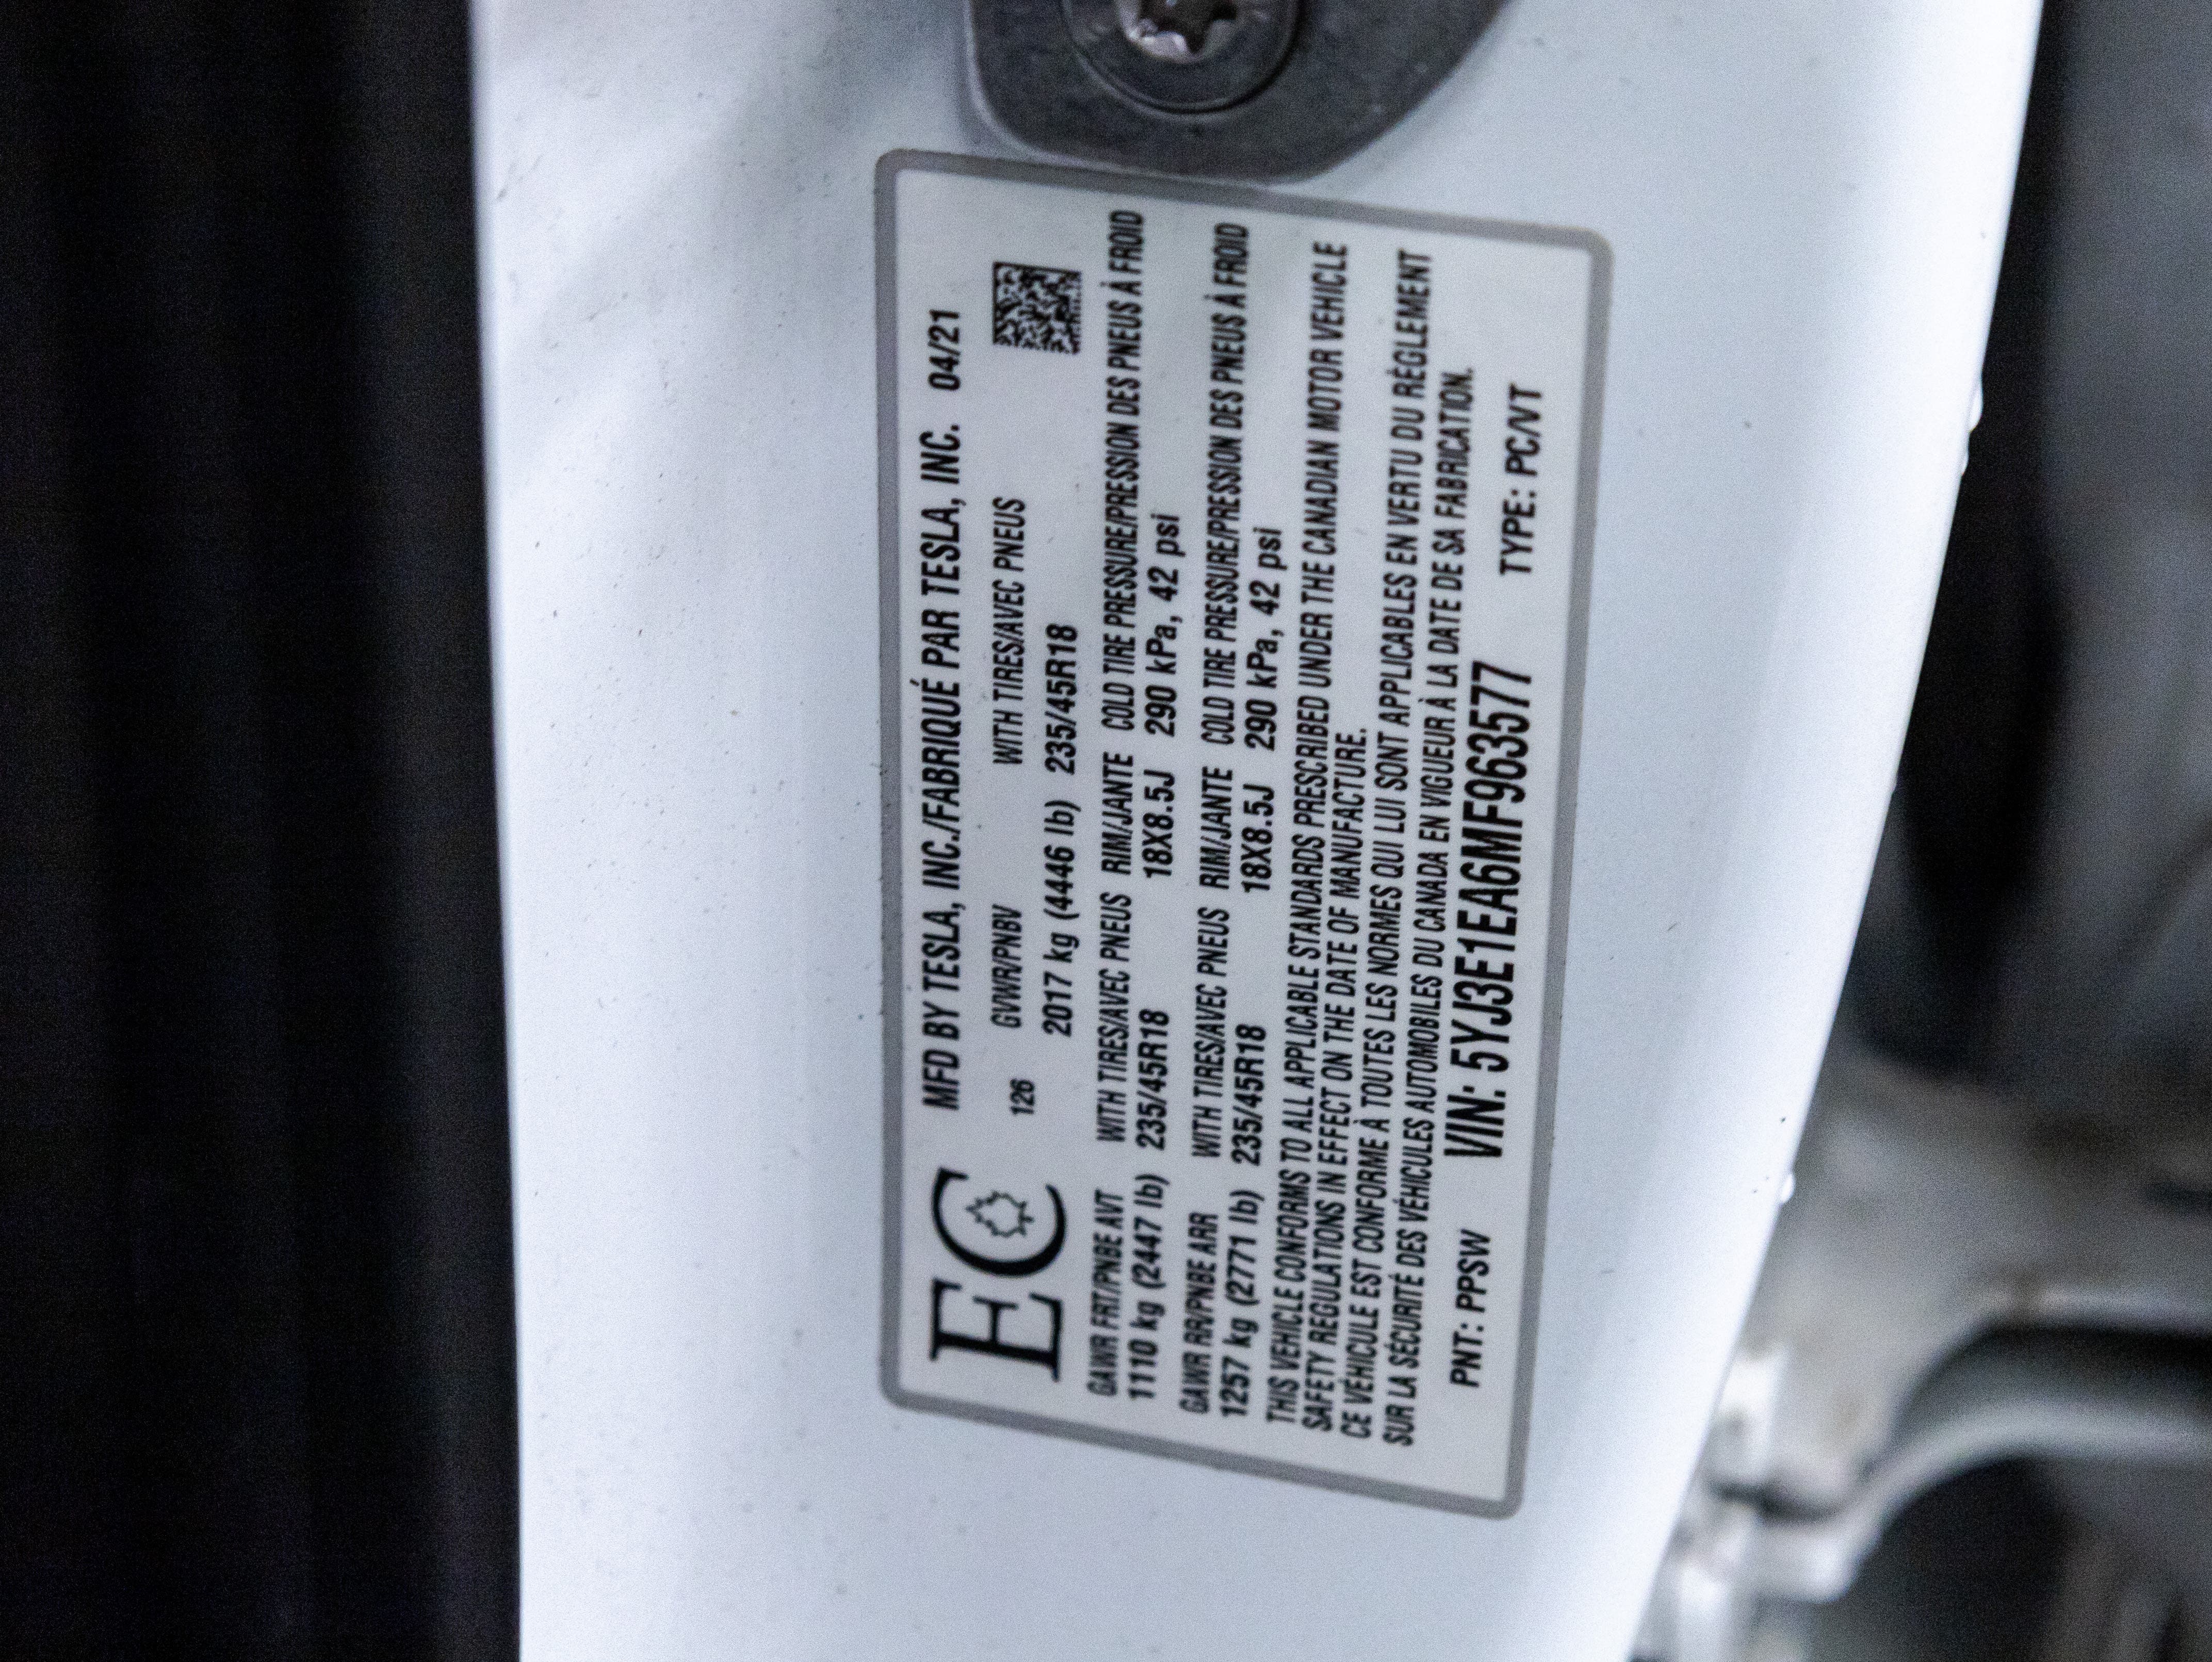 EC
MFD BY TESLA, INC./FABRIQUÉ PAR TESLA, INC. 04/21
126 GVWR/PNBV WITH TIRES/AVEC PNEUS
2017 kg (4446 lb) 235/45R18
GAWR FRT/PNBE AVT WITH TIRES/AVEC PNEUS RIM/JANTE COLD TIRE PRESSURE/PRESSION DES PNEUS À FROID
1110 kg (2447 lb) 235/45R18 18X8.5J 290 kPa, 42 psi
GAWR RR/PNBE ARR WITH TIRES/AVEC PNEUS RIM/JANTE COLD TIRE PRESSURE/PRESSION DES PNEUS À FROID
1257 kg (2771 lb) 235/45R18 18X8.5J 290 kPa, 42 psi
THIS VEHICLE CONFORMS TO ALL APPLICABLE STANDARDS PRESCRIBED UNDER THE CANADIAN MOTOR VEHICLE
SAFETY REGULATIONS IN EFFECT ON THE DATE OF MANUFACTURE.
CE VÉHICULE EST CONFORME À TOUTES LES NORMES QUI LUI SONT APPLICABLES EN VERTU DU RÈGLEMENT
SUR LA SÉCURITÉ DES VÉHICULES AUTOMOBILES DU CANADA EN VIGUEUR À LA DATE DE SA FABRICATION.
PNT: PPSW VIN: 5YJ3E1EA6MF963577 TYPE: PC/VT